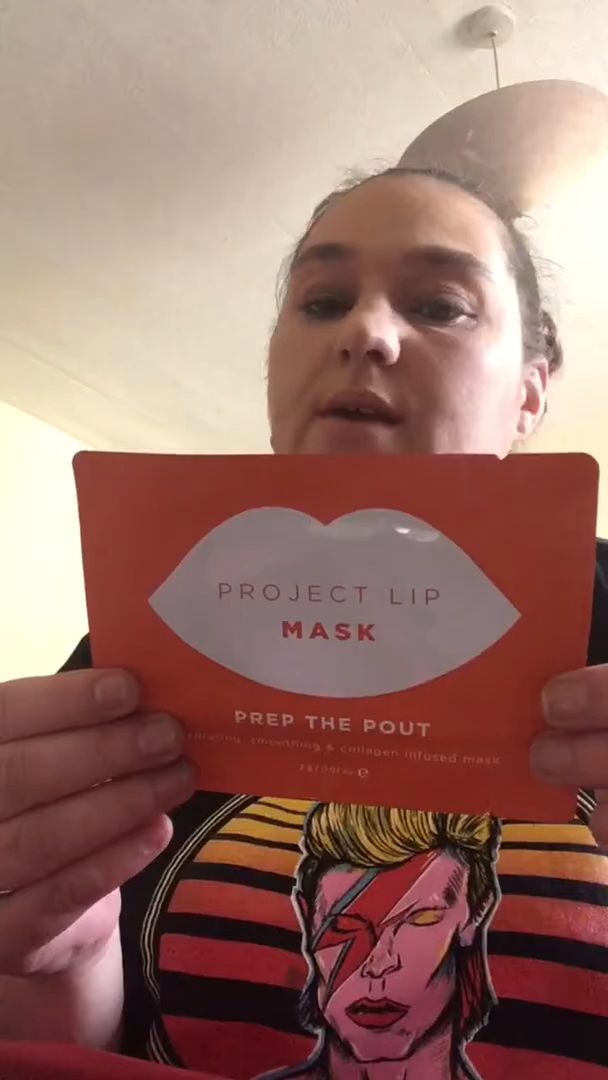 PROJECT LIP
MASK
PREP THE POUT
smoothing & collagen infused mask